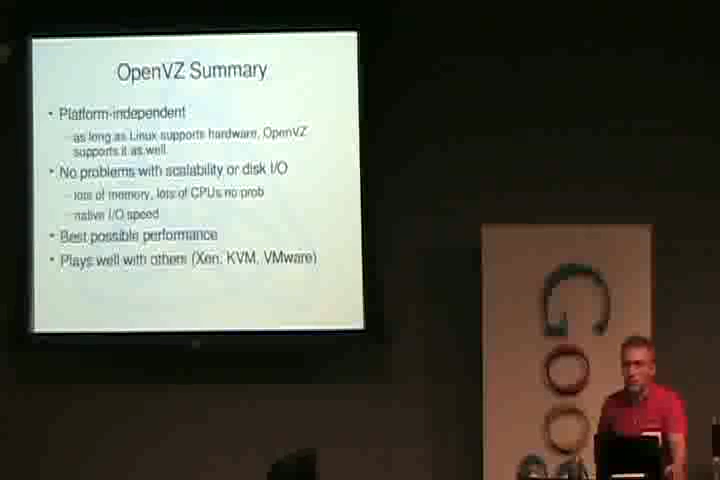 OpenVZ Summary
• Platform-independent
– as long as Linux supports hardware, OpenVZ
supports it as well.
• No problems with scalability or disk I/O
– lots of memory, lots of CPUs no prob
– native I/O speed
• Best possible performance
• Plays well with others (Xen, KVM, VMware)
Goo